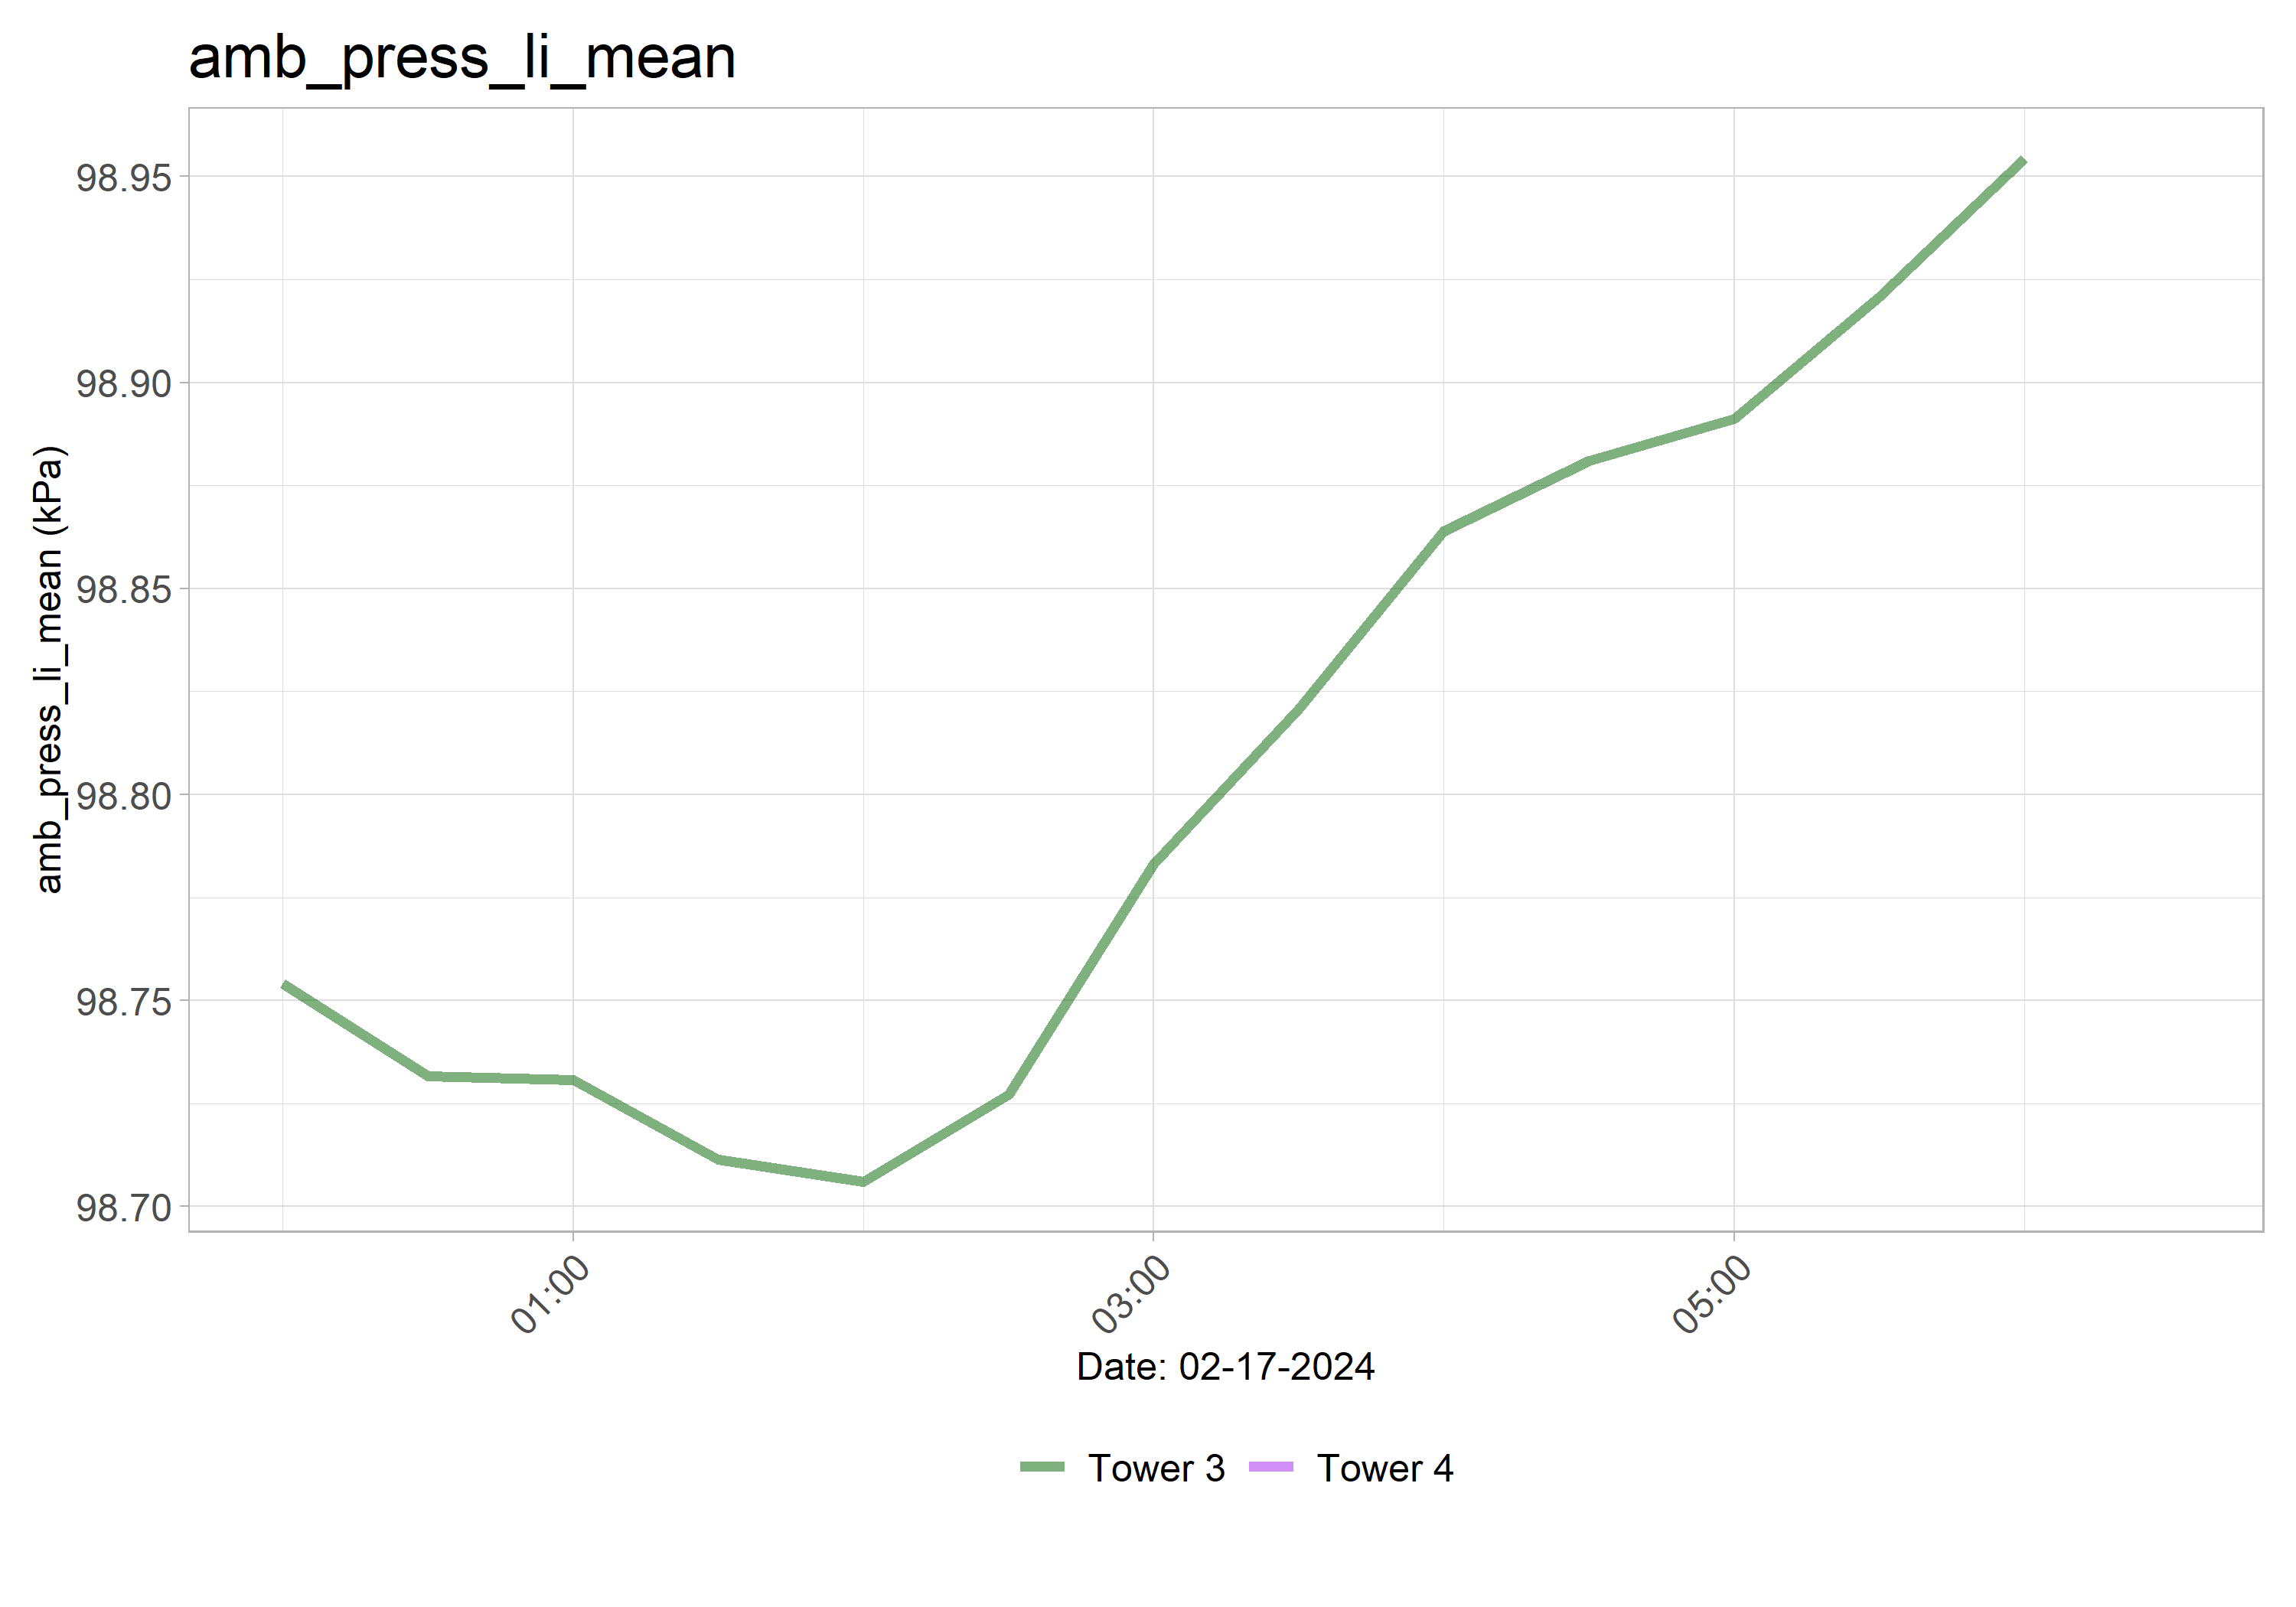 amb_press_li_mean
amb_press_li_mean (kPa)
98.95
98.90
98.85
98.80
98.75
98.70
01:00
03:00
05:00
Date: 02-17-2024
Tower 3
Tower 4